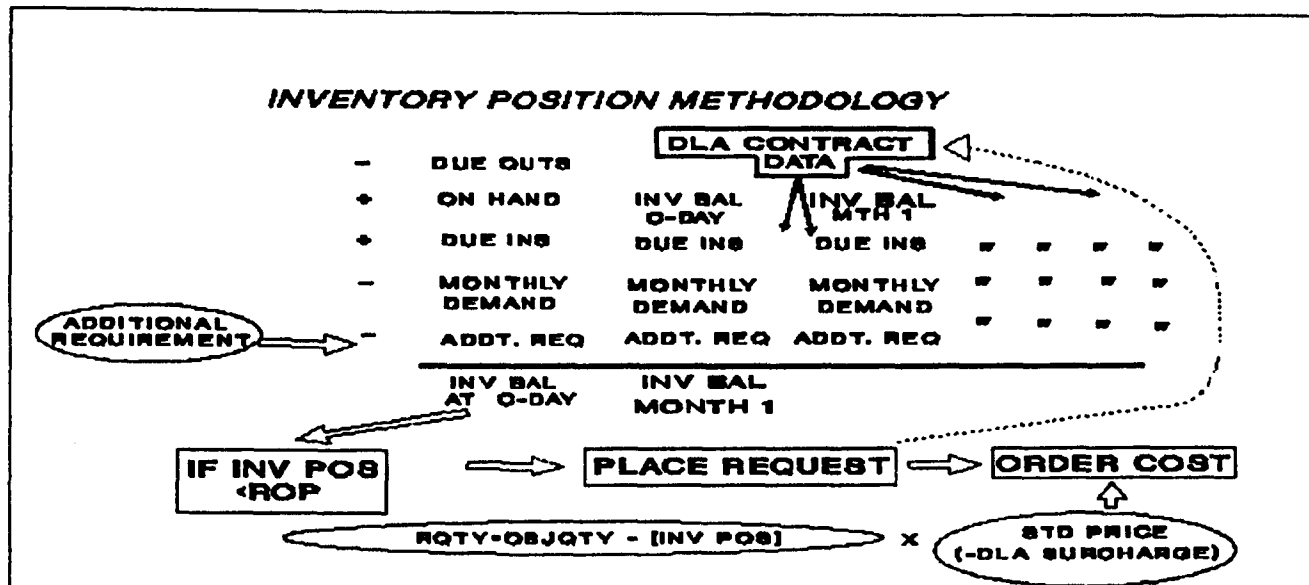 INVENTORY POSITION METHODOLOGY
DLA CONTRACT
DATA
- DUE OUTS
+ ON HAND INV BAL INV BAL
O-DAY MTH 1
+ DUE INS DUE INS DUE INS " " " "
- MONTHLY MONTHLY MONTHLY " " " "
DEMAND DEMAND DEMAND
ADDITIONAL
REQUIREMENT
- ADDT. REQ ADDT. REQ ADDT. REQ " " " "
INV BAL INV BAL
AT O-DAY MONTH 1
IF INV POS
<ROP
PLACE REQUEST
ORDER COST
RQTY=OBJQTY - [INV POS] x STD PRICE
(-DLA SURCHARGE)